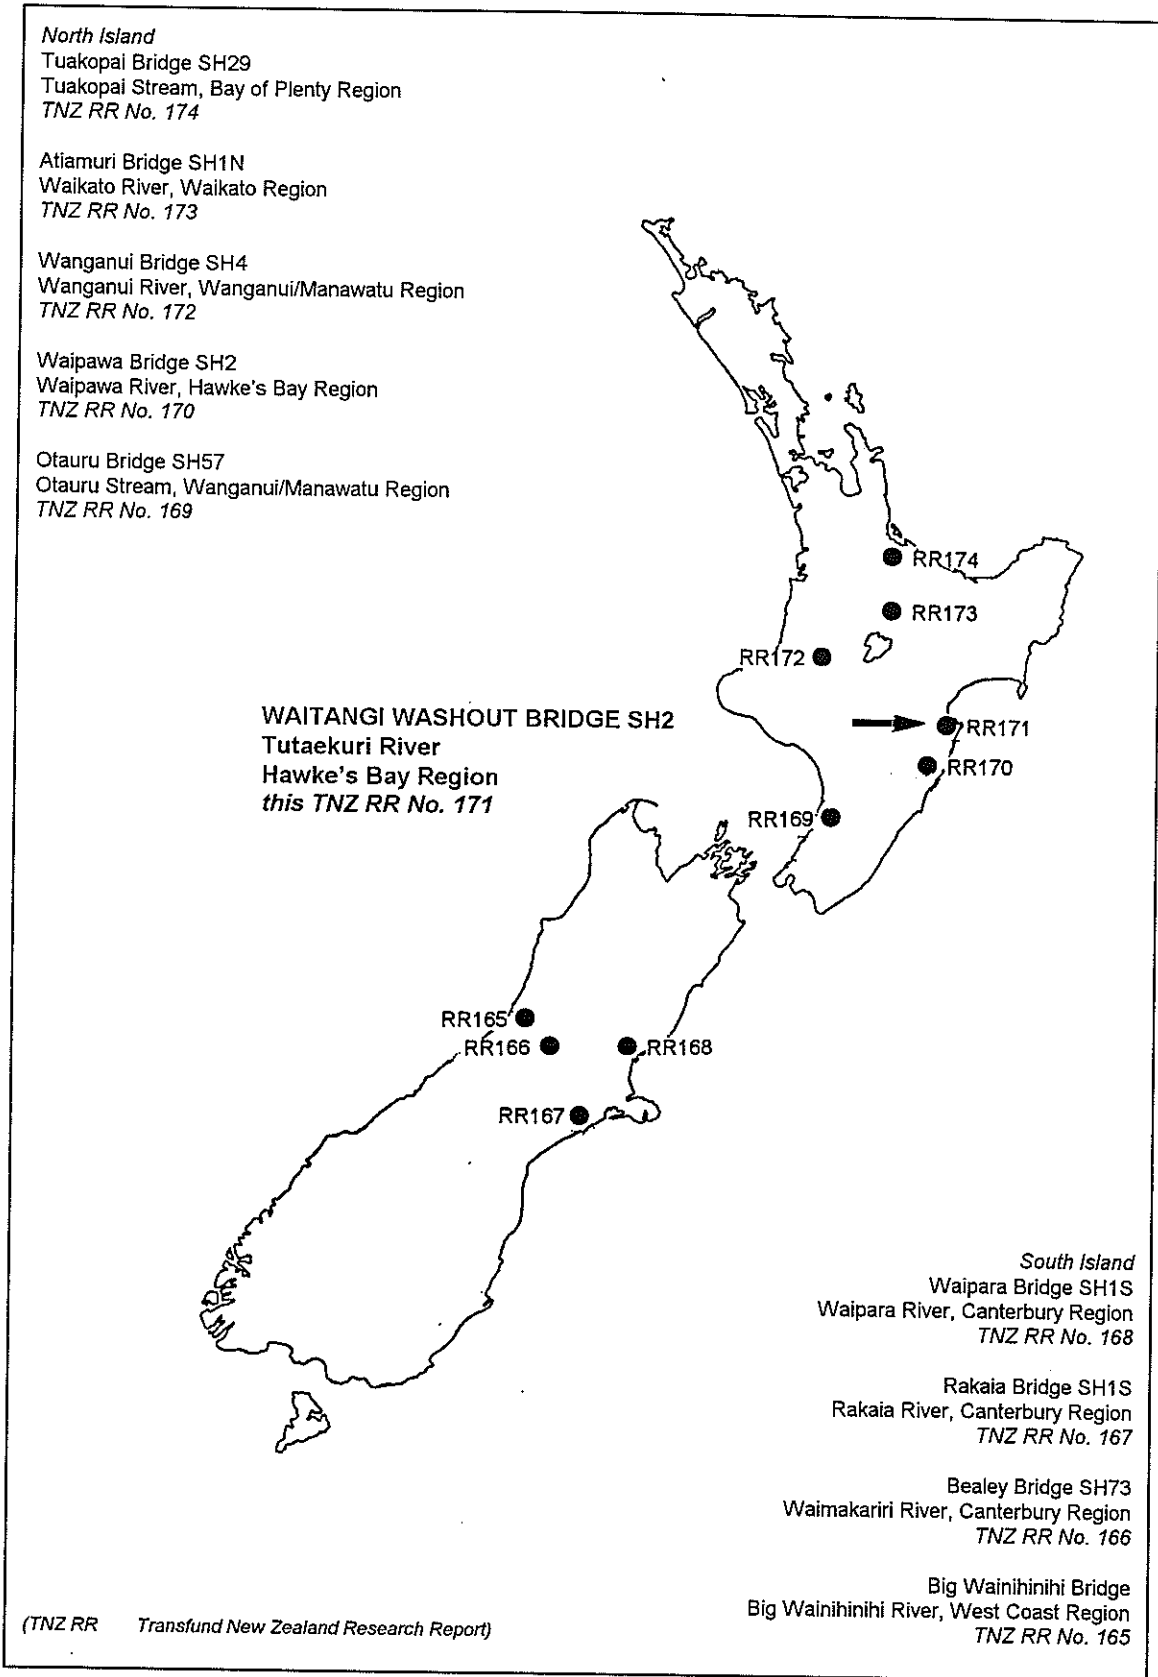 North Island
Tuakopai Bridge SH29
Tuakopai Stream, Bay of Plenty Region
TNZ RR No. 174
Atiamuri Bridge SH1N
Waikato River, Waikato Region
TNZ RR No. 173
Wanganui Bridge SH4
Wanganui River, Wanganui/Manawatu Region
TNZ RR No. 172
Waipawa Bridge SH2
Waipawa River, Hawke's Bay Region
TNZ RR No. 170
Otauru Bridge SH57
Otauru Stream, Wanganui/Manawatu Region
TNZ RR No. 169
RR174
RR173
RR172
WAITANGI WASHOUT BRIDGE SH2
Tutaekuri River
Hawke's Bay Region
this TNZ RR No. 171
RR171
RR170
RR169
RR165
RR166
RR168
RR167
South Island
Waipara Bridge SH1S
Waipara River, Canterbury Region
TNZ RR No. 168
Rakaia Bridge SH1S
Rakaia River, Canterbury Region
TNZ RR No. 167
Bealey Bridge SH73
Waimakariri River, Canterbury Region
TNZ RR No. 166
Big Wainihinihi Bridge
Big Wainihinihi River, West Coast Region
TNZ RR No. 165
(TNZ RR Transfund New Zealand Research Report)